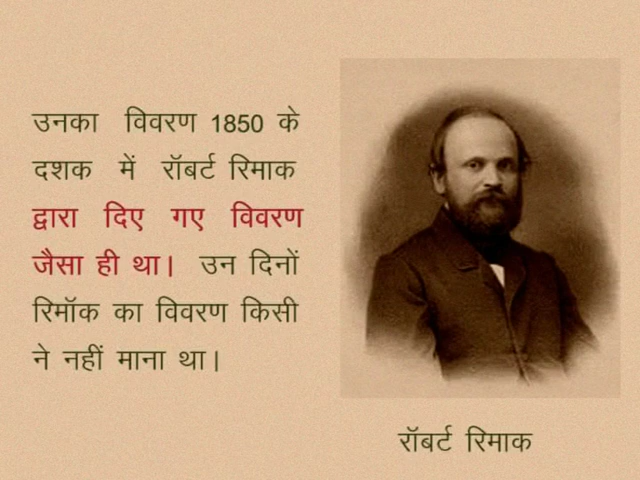 उनका विवरण 1850 के
दशक में रॉबर्ट रिमाक
द्वारा दिए गए विवरण
जैसा ही था। उन दिनों
रिमॉक का विवरण किसी
ने नहीं माना था।
रॉबर्ट रिमाक